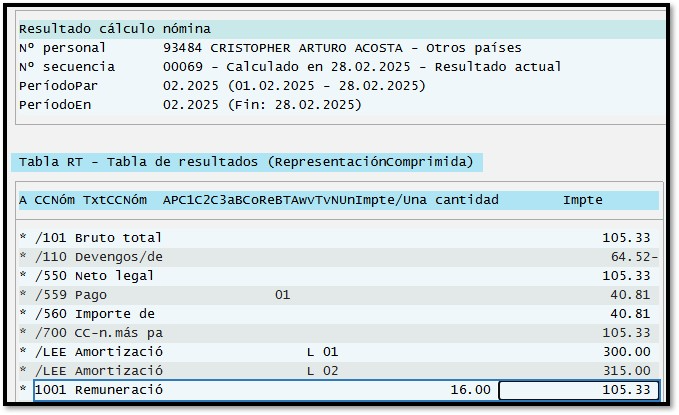 Resultado cálculo nómina
Nº personal 93484 CRISTOPHER ARTURO ACOSTA - Otros países
Nº secuencia 00069 - Calculado en 28.02.2025 - Resultado actual
PeríodoPar 02.2025 (01.02.2025 - 28.02.2025)
PeríodoEn 02.2025 (Fin: 28.02.2025)
Tabla RT - Tabla de resultados (RepresentaciónComprimida)
A CCNóm TxtCCNóm APC1C2C3aBCoReBTAwvTvNUnImpte/Una cantidad Impte
* /101 Bruto total 105.33
* /110 Devengos/de 64.52-
* /550 Neto legal 105.33
* /559 Pago 01 40.81
* /560 Importe de 40.81
* /700 CC-n.más pa 105.33
* /LEE Amortizació L 01 300.00
* /LEE Amortizació L 02 315.00
* 1001 Remuneració 16.00 105.33